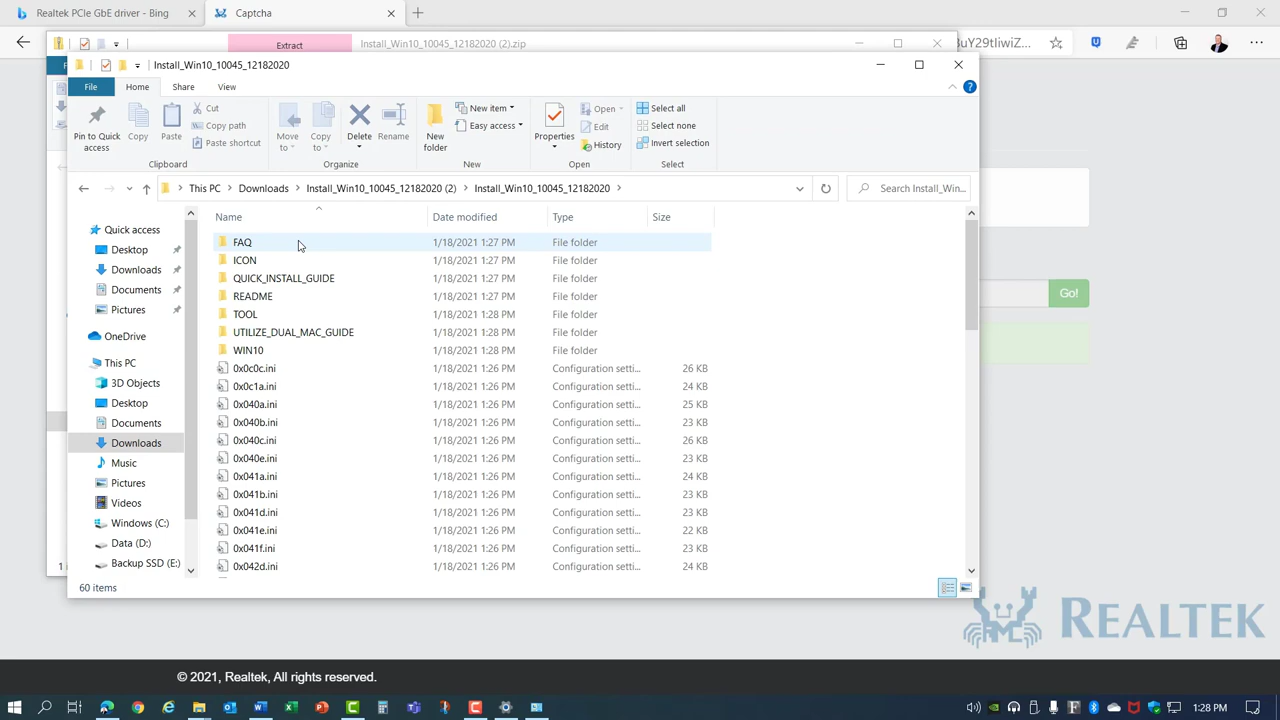 Realtek PCIe GbE driver - Bing
Captcha
Extract
Install_Win10_10045_12182020 (2).zip
Install_Win10_10045_12182020
File
Home
Share
View
Pin to Quick access
Copy
Paste
Cut
Copy path
Paste shortcut
Clipboard
Move to
Copy to
Delete
Rename
Organize
New folder
New item
Easy access
New
Properties
Open
Edit
History
Open
Select all
Select none
Invert selection
Select
This PC > Downloads > Install_Win10_10045_12182020 (2) > Install_Win10_10045_12182020 >
Search Install_Win...
Name Date modified Type Size
Quick access
Desktop
Downloads
Documents
Pictures
OneDrive
This PC
3D Objects
Desktop
Documents
Downloads
Music
Pictures
Videos
Windows (C:)
Data (D:)
Backup SSD (E:)
FAQ 1/18/2021 1:27 PM File folder
ICON 1/18/2021 1:27 PM File folder
QUICK_INSTALL_GUIDE 1/18/2021 1:27 PM File folder
README 1/18/2021 1:27 PM File folder
TOOL 1/18/2021 1:28 PM File folder
UTILIZE_DUAL_MAC_GUIDE 1/18/2021 1:28 PM File folder
WIN10 1/18/2021 1:28 PM File folder
0x0c0c.ini 1/18/2021 1:26 PM Configuration setti... 26 KB
0x0c1a.ini 1/18/2021 1:26 PM Configuration setti... 24 KB
0x040a.ini 1/18/2021 1:26 PM Configuration setti... 25 KB
0x040b.ini 1/18/2021 1:26 PM Configuration setti... 23 KB
0x040c.ini 1/18/2021 1:26 PM Configuration setti... 26 KB
0x040e.ini 1/18/2021 1:26 PM Configuration setti... 23 KB
0x041a.ini 1/18/2021 1:26 PM Configuration setti... 24 KB
0x041b.ini 1/18/2021 1:26 PM Configuration setti... 23 KB
0x041d.ini 1/18/2021 1:26 PM Configuration setti... 23 KB
0x041e.ini 1/18/2021 1:26 PM Configuration setti... 22 KB
0x041f.ini 1/18/2021 1:26 PM Configuration setti... 23 KB
0x042d.ini 1/18/2021 1:26 PM Configuration setti... 24 KB
60 items
Go!
REALTEK
© 2021, Realtek, All rights reserved.
1:28 PM